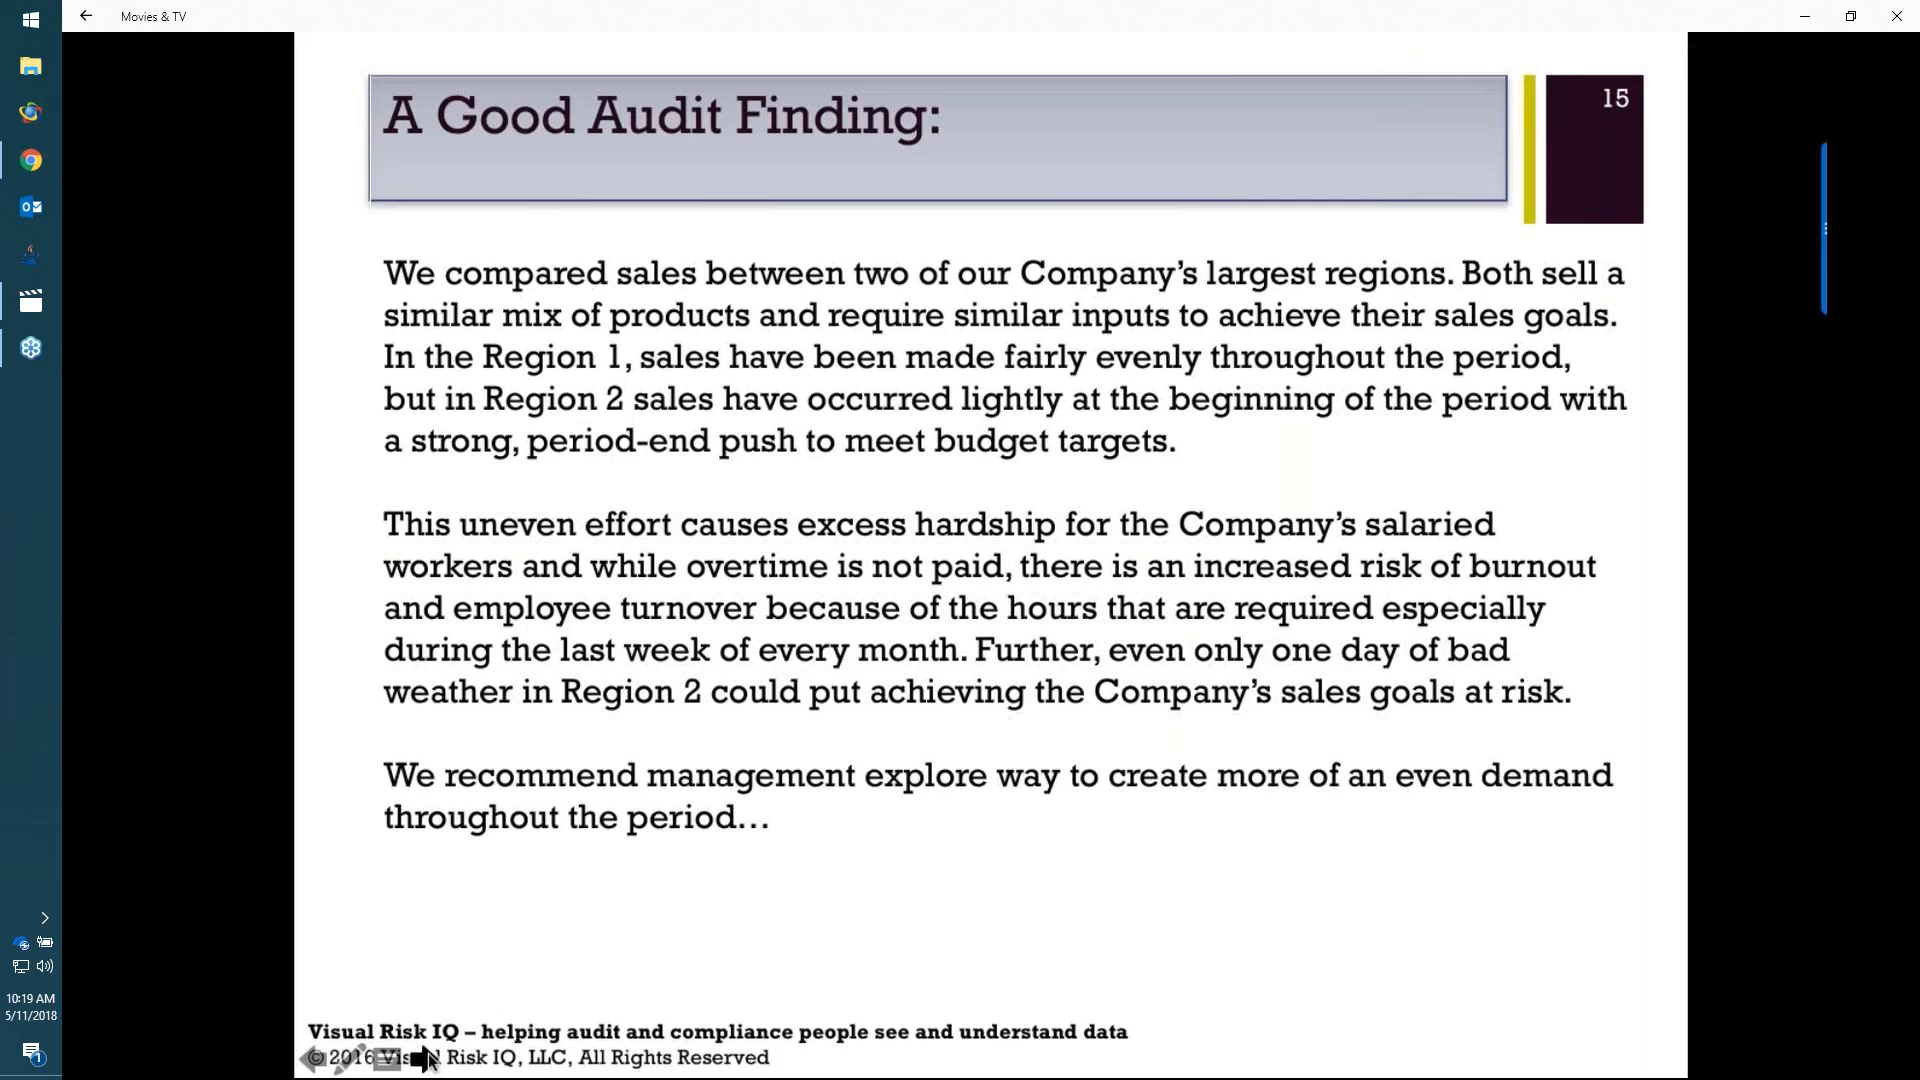 Movies & TV
A Good Audit Finding:
15
We compared sales between two of our Company's largest regions. Both sell a
similar mix of products and require similar inputs to achieve their sales goals.
In the Region 1, sales have been made fairly evenly throughout the period,
but in Region 2 sales have occurred lightly at the beginning of the period with
a strong, period-end push to meet budget targets.
This uneven effort causes excess hardship for the Company's salaried
workers and while overtime is not paid, there is an increased risk of burnout
and employee turnover because of the hours that are required especially
during the last week of every month. Further, even only one day of bad
weather in Region 2 could put achieving the Company's sales goals at risk.
We recommend management explore way to create more of an even demand
throughout the period…
10:19 AM
5/11/2018
1
Visual Risk IQ – helping audit and compliance people see and understand data
© 2016 Risk IQ, LLC, All Rights Reserved